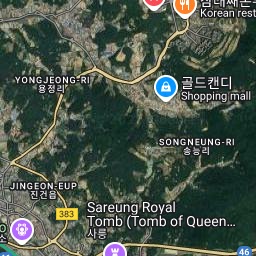 Korean rest
YONGJEONG-RI
용정리
골드캔디
Shopping mall
SONGNEUNG-RI
송능리
JINGEON-EUP
진건읍
383
Sareung Royal
Tomb (Tomb of Queen...
사릉
46